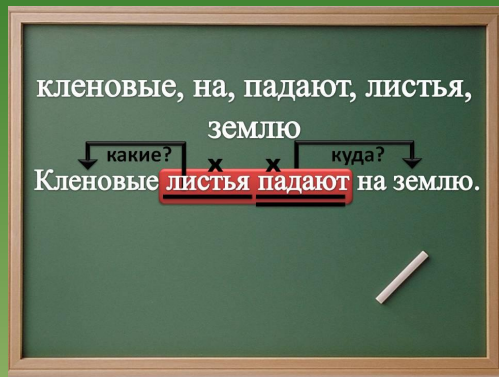 кленовые, на, падают, листья,
землю
какие? х х куда?
Кленовые листья падают на землю.